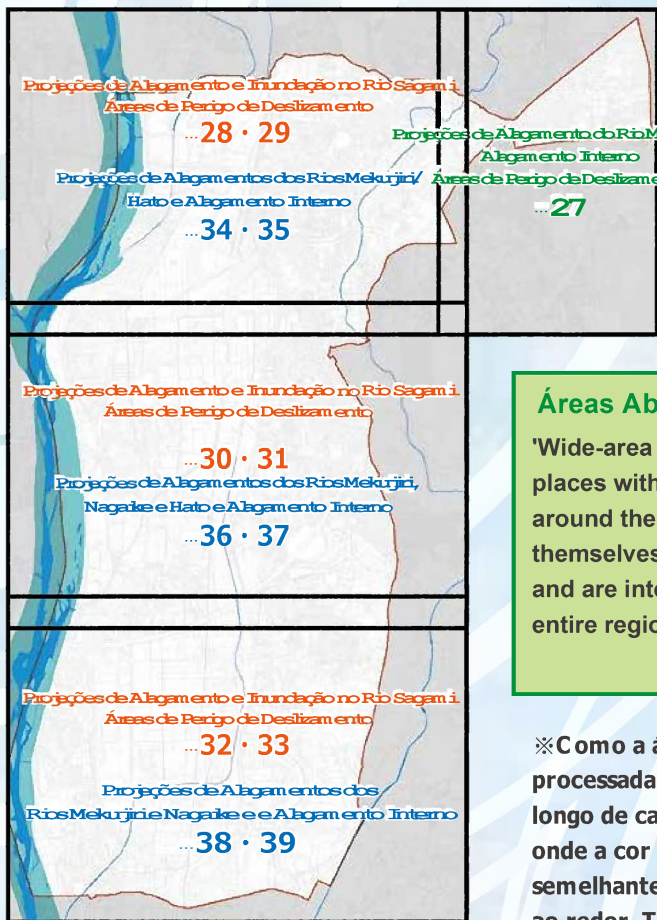 Projeções de Alagamento e Inundação no Rio Sagami
Áreas de Perigo de Deslizamento
...28・29
Projeções de Alagamentos dos Rios Mekujiri/
Hato e Alagamento Interno
...34・35
Projeções de Alagamento do Rio M
Alagamento Interno
Áreas de Perigo de Deslizame
...27
Projeções de Alagamento e Inundação no Rio Sagami
Áreas de Perigo de Deslizamento
...30・31
Projeções de Alagamentos dos Rios Mekujiri,
Nagaike e Hato e Alagamento Interno
...36・37
Projeções de Alagamento e Inundação no Rio Sagami
Áreas de Perigo de Deslizamento
...32・33
Projeções de Alagamentos dos
Rios Mekujirie Nagaike e e Alagamento Interno
...38・39
Áreas Ab
'Wide-area
places with
around the
themselves
and are inte
entire regio
※Como a á
processada
longo de ca
onde a cor
semelhante